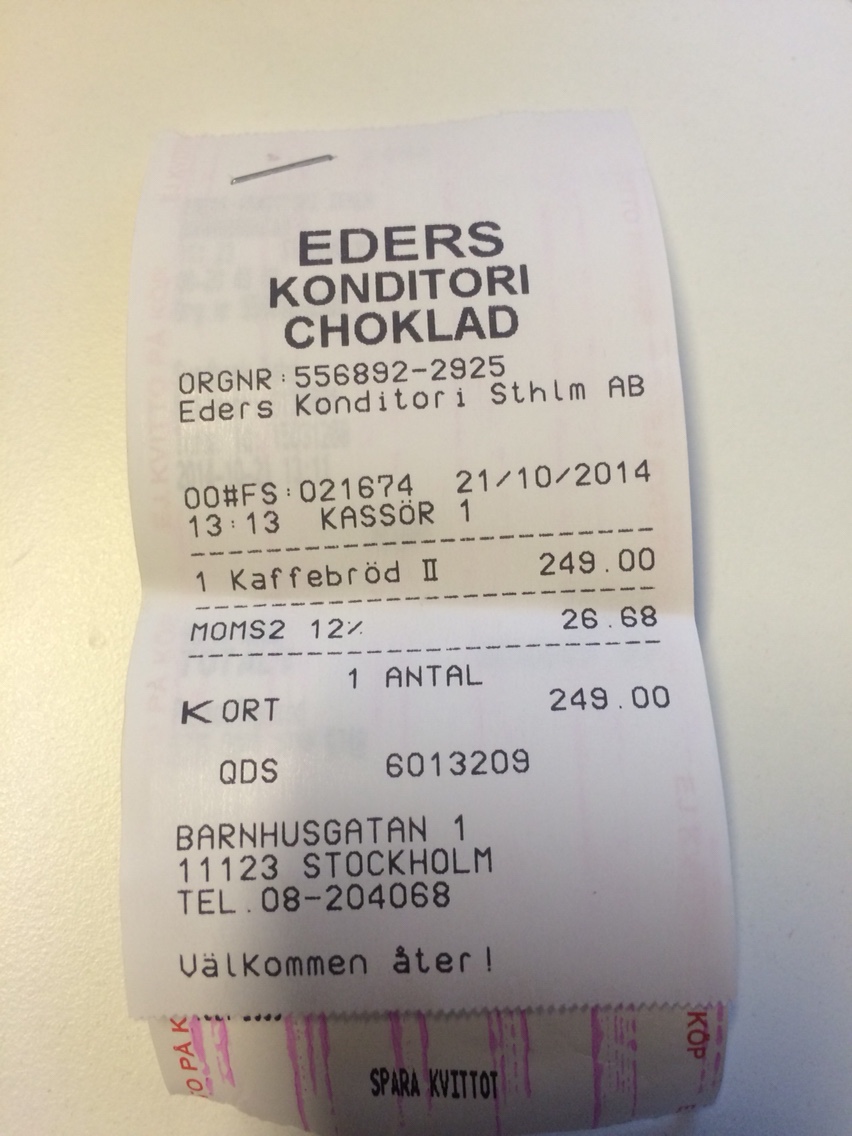 EDERS
KONDITORI
CHOKLAD
ORGNR:556892-2925
Eders Konditori Sthlm AB
00#FS:021674 21/10/2014
13:13 KASSÖR 1
1 Kaffebröd II 249.00
MOMS2 12% 26.68
1 ANTAL
KORT 249.00
QDS 6013209
BARNHUSGATAN 1
11123 STOCKHOLM
TEL.08-204068
Välkommen åter!
O PÅ K
KÖP
SPARA KVITTOT